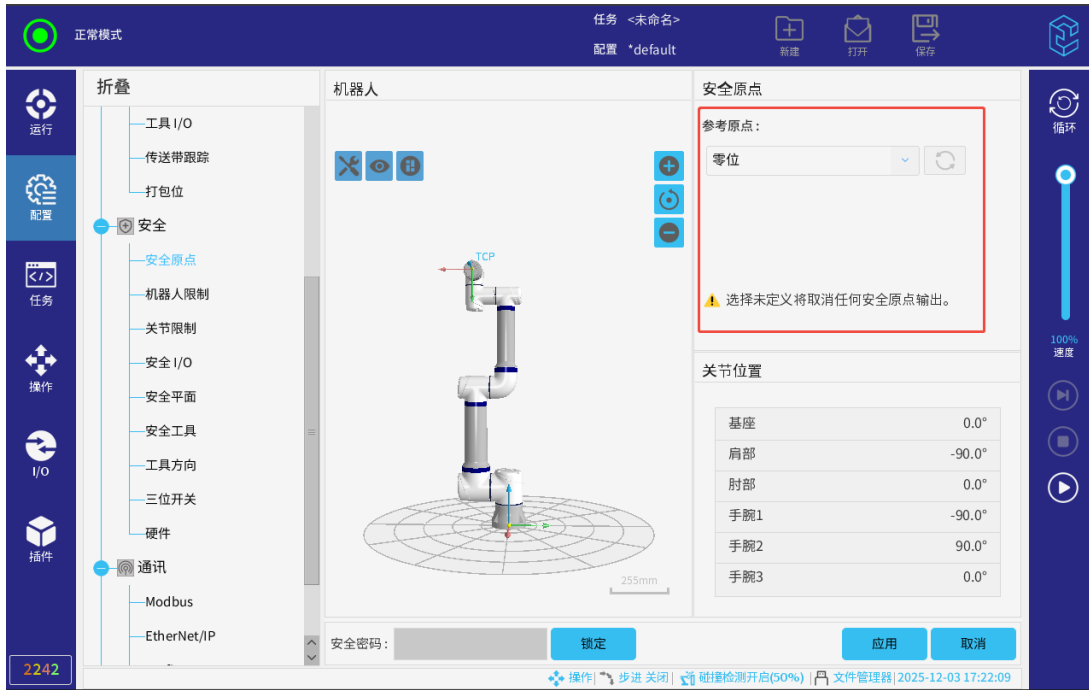 正常模式
任务 <未命名>
配置 *default
新建
打开
保存
运行
配置
任务
操作
I/O
插件
2242
折叠
工具 I/O
传送带跟踪
打包位
安全
安全原点
机器人限制
关节限制
安全 I/O
安全平面
安全工具
工具方向
三位开关
硬件
通讯
Modbus
EtherNet/IP
机器人
TCP
255mm
安全原点
参考原点:
零位
选择未定义将取消任何安全原点输出。
关节位置
基座 0.0°
肩部 -90.0°
肘部 0.0°
手腕1 -90.0°
手腕2 90.0°
手腕3 0.0°
安全密码:
锁定
应用
取消
循环
100%
速度
操作| 步进 关闭| 碰撞检测开启(50%) | 文件管理器| 2025-12-03 17:22:09